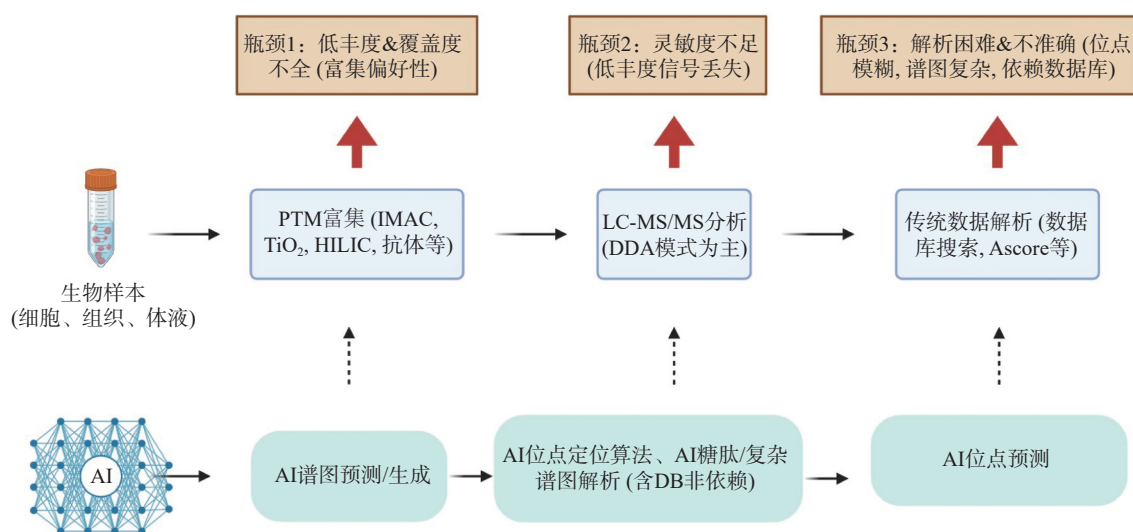 瓶颈1：低丰度&覆盖度
不全 (富集偏好性)
瓶颈2：灵敏度不足
(低丰度信号丢失)
瓶颈3：解析困难&不准确 (位点
模糊, 谱图复杂, 依赖数据库)
PTM富集 (IMAC,
TiO₂, HILIC, 抗体等)
LC-MS/MS分析
(DDA模式为主)
传统数据解析 (数据
库搜索, Ascore等)
生物样本
(细胞、组织、体液)
AI
AI谱图预测/生成
AI位点定位算法、AI糖肽/复杂
谱图解析 (含DB非依赖)
AI位点预测